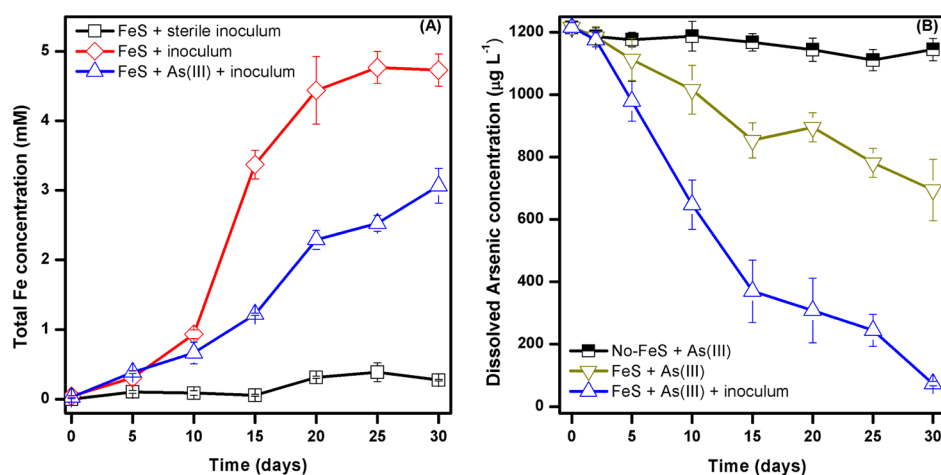 (A)
FeS + sterile inoculum
FeS + inoculum
FeS + As(III) + inoculum
Total Fe concentration (mM)
5
4
3
2
1
0
0 5 10 15 20 25 30
Time (days)
(B)
Dissolved Arsenic concentration (µg L⁻¹)
1200
1000
800
600
400
200
0
No-FeS + As(III)
FeS + As(III)
FeS + As(III) + inoculum
0 5 10 15 20 25 30
Time (days)